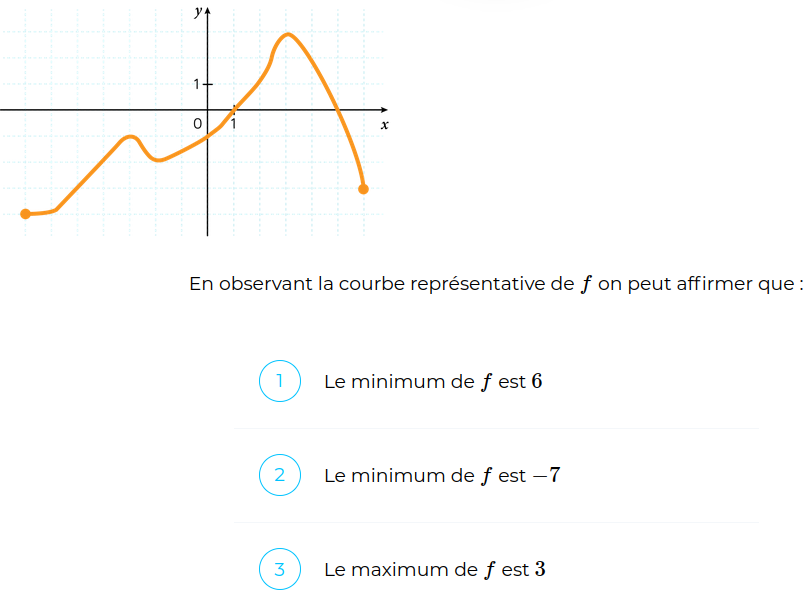 y
1
0
1
x
En observant la courbe représentative de f on peut affirmer que :
1 Le minimum de f est 6
2 Le minimum de f est −7
3 Le maximum de f est 3